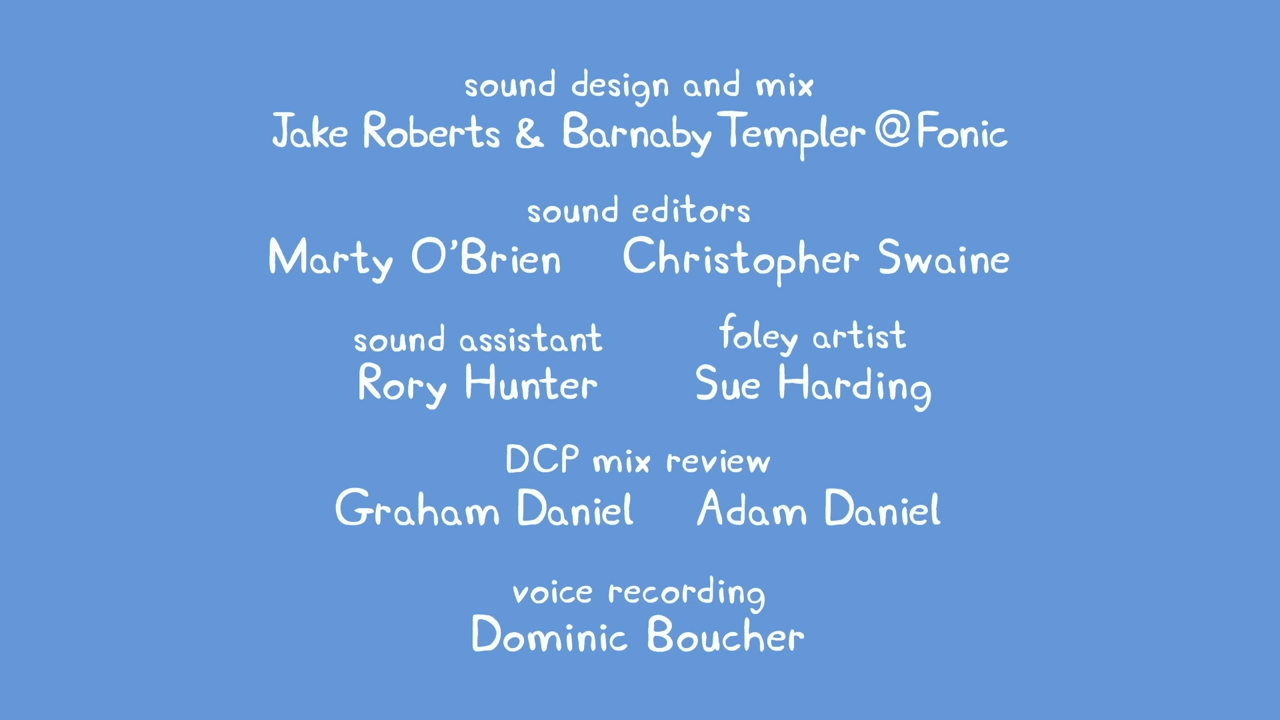 sound design and mix
Jake Roberts & Barnaby Templer @ Fonic
sound editors
Marty O'Brien Christopher Swaine
sound assistant foley artist
Rory Hunter Sue Harding
DCP mix review
Graham Daniel Adam Daniel
voice recording
Dominic Boucher